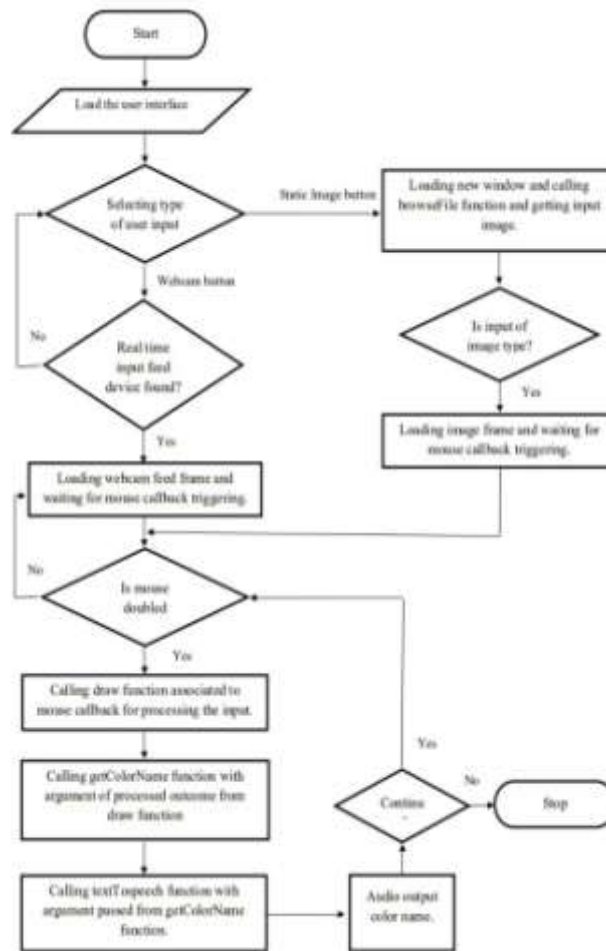 Start
Load the user interface
Selecting type
of user input
Static Image button
Loading new window and calling
browseFile function and getting input
image.
Webcam button
No
Real time
input feed
device found?
Is input of
image type?
Yes
Yes
Loading image frame and waiting for
mouse callback triggering.
Loading webcam feed frame and
waiting for mouse callback triggering.
No
Is mouse
doubled
Yes
Calling draw function associated to
mouse callback for processing the input.
Yes
Calling getColorName function with
argument of processed outcome from
draw function
Continue
No
Stop
Calling textTospeech function with
argument passed from getColorName
function.
Audio output
color name.